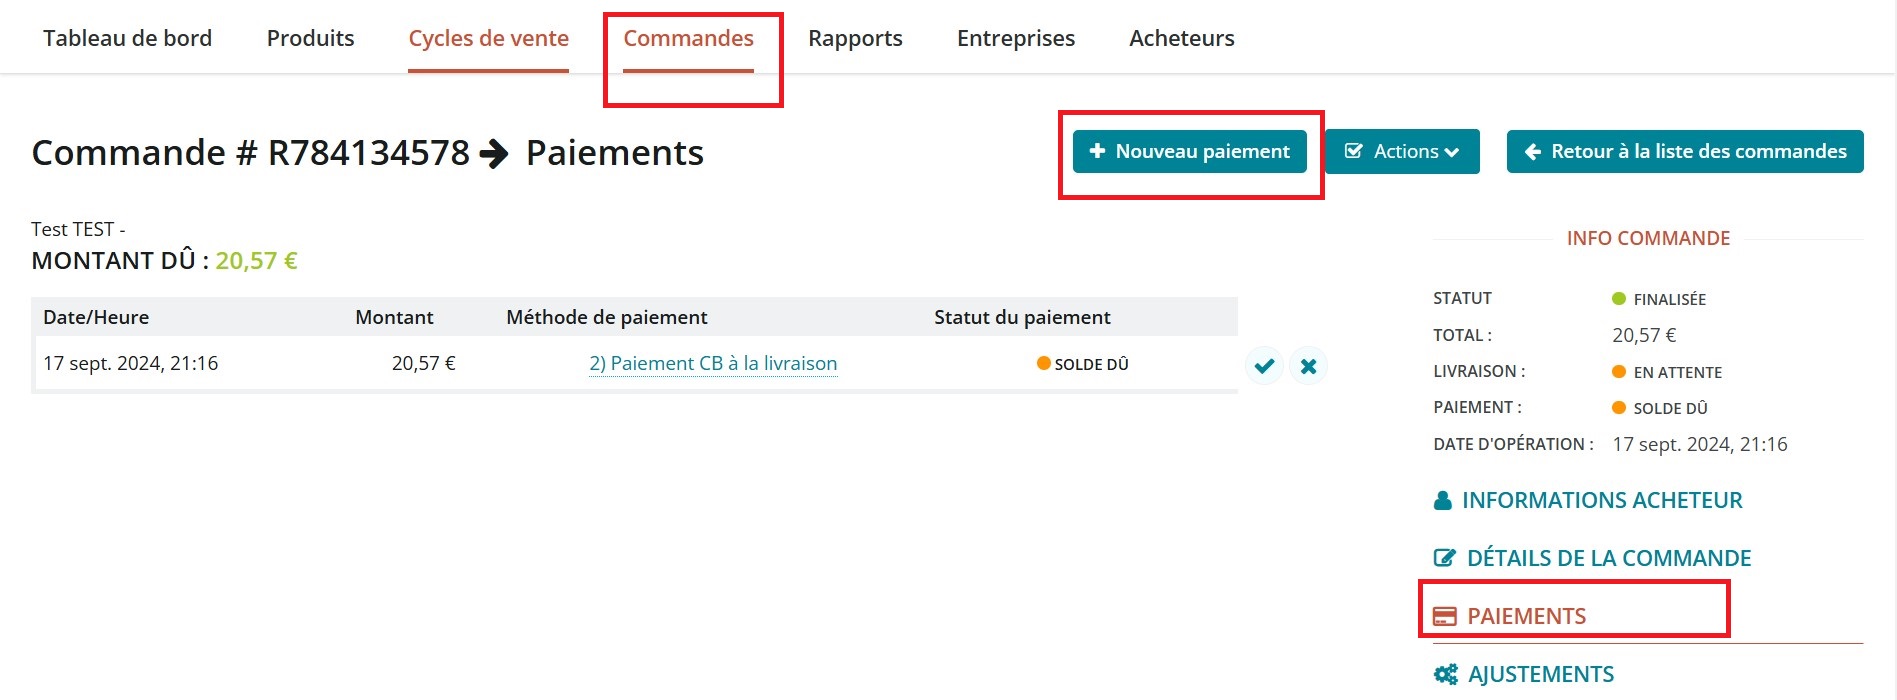 Tableau de bord Produits Cycles de vente Commandes Rapports Entreprises Acheteurs
Commande # R784134578 → Paiements
Nouveau paiement Actions Retour à la liste des commandes
Test TEST -
MONTANT DÛ : 20,57 €
Date/Heure Montant Méthode de paiement Statut du paiement
17 sept. 2024, 21:16 20,57 € 2) Paiement CB à la livraison SOLDE DÛ
INFO COMMANDE
STATUT FINALISÉE
TOTAL : 20,57 €
LIVRAISON : EN ATTENTE
PAIEMENT : SOLDE DÛ
DATE D'OPÉRATION : 17 sept. 2024, 21:16
INFORMATIONS ACHETEUR
DÉTAILS DE LA COMMANDE
PAIEMENTS
AJUSTEMENTS